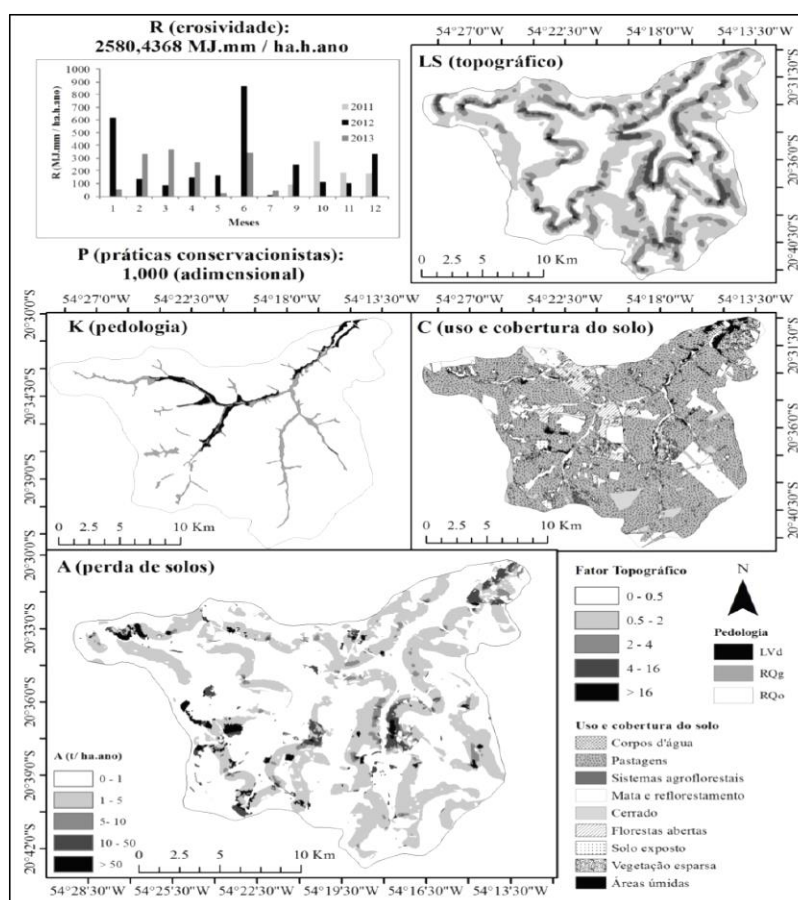 R (erosividade):
2580,4368 MJ.mm / ha.h.ano
R (MJ.mm / ha.h.ano)
1000
900
800
700
600
500
400
300
200
100
0
2011
2012
2013
1 2 3 4 5 6 7 8 9 10 11 12
Meses
P (práticas conservacionistas):
1,000 (adimensional)
54°27'0"W 54°22'30"W 54°18'0"W 54°13'30"W
LS (topográfico)
20°31'30"S
20°36'0"S
20°40'30"S
0 2.5 5 10 Km
54°27'0"W 54°22'30"W 54°18'0"W 54°13'30"W
54°27'0"W 54°22'30"W 54°18'0"W 54°13'30"W
20°30'0"S
20°34'30"S
20°39'0"S
K (pedologia)
0 2.5 5 10 Km
C (uso e cobertura do solo)
20°31'30"S
20°36'0"S
20°40'30"S
0 2.5 5 10 Km
20°30'0"S
20°33'0"S
20°36'0"S
20°39'0"S
20°42'0"S
A (perda de solos)
A (t/ ha.ano)
0 - 1
1 - 5
5- 10
10 - 50
> 50
0 2.5 5 10 Km
54°28'30"W 54°25'30"W 54°22'30"W 54°19'30"W 54°16'30"W 54°13'30"W
Fator Topográfico
0 - 0.5
0.5 - 2
2 - 4
4 - 16
> 16
N
Pedologia
LVd
RQg
RQo
Uso e cobertura do solo
Corpos d'água
Pastagens
Sistemas agroflorestais
Mata e reflorestamento
Cerrado
Florestas abertas
Solo exposto
Vegetação esparsa
Áreas úmidas